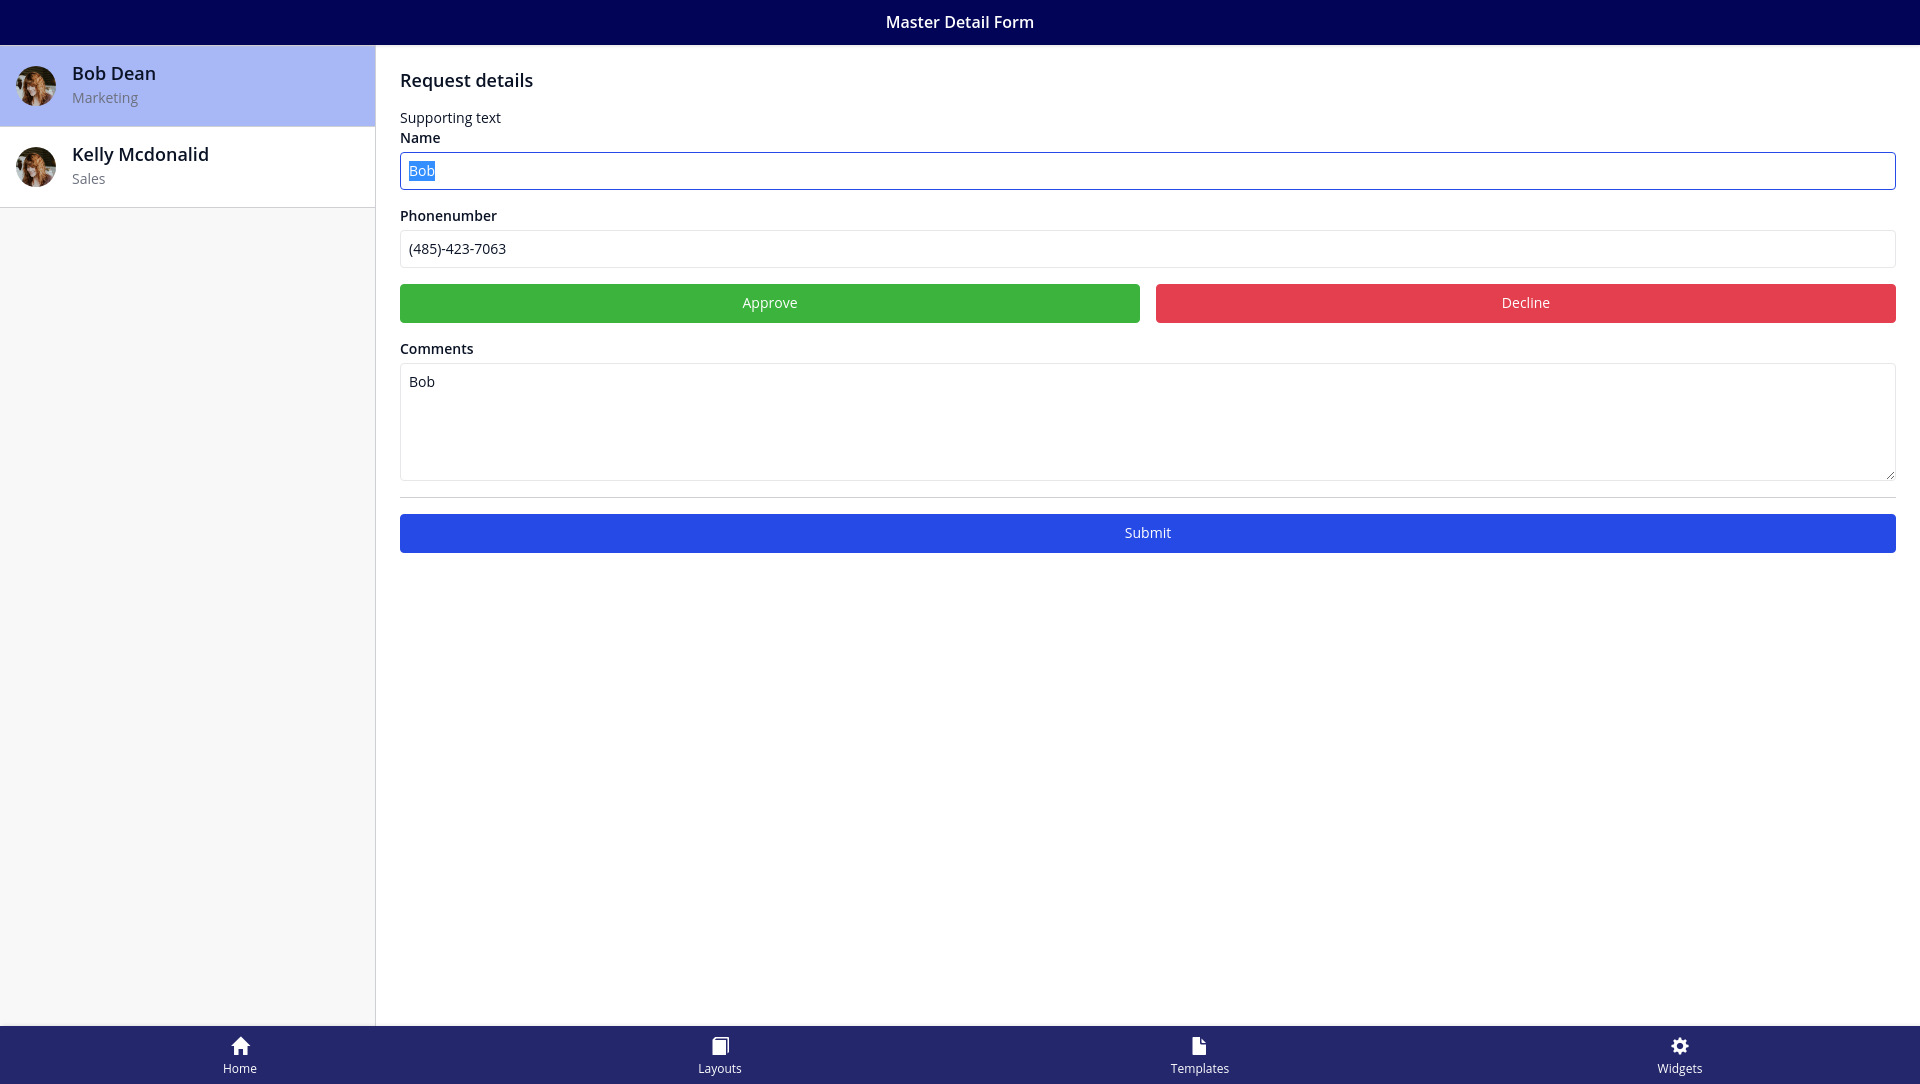 Master Detail Form
Bob Dean
Marketing
Kelly Mcdonalid
Sales
Request details
Supporting text
Name
Bob
Phonenumber
(485)-423-7063
Approve
Decline
Comments
Bob
Submit
Home
Layouts
Templates
Widgets